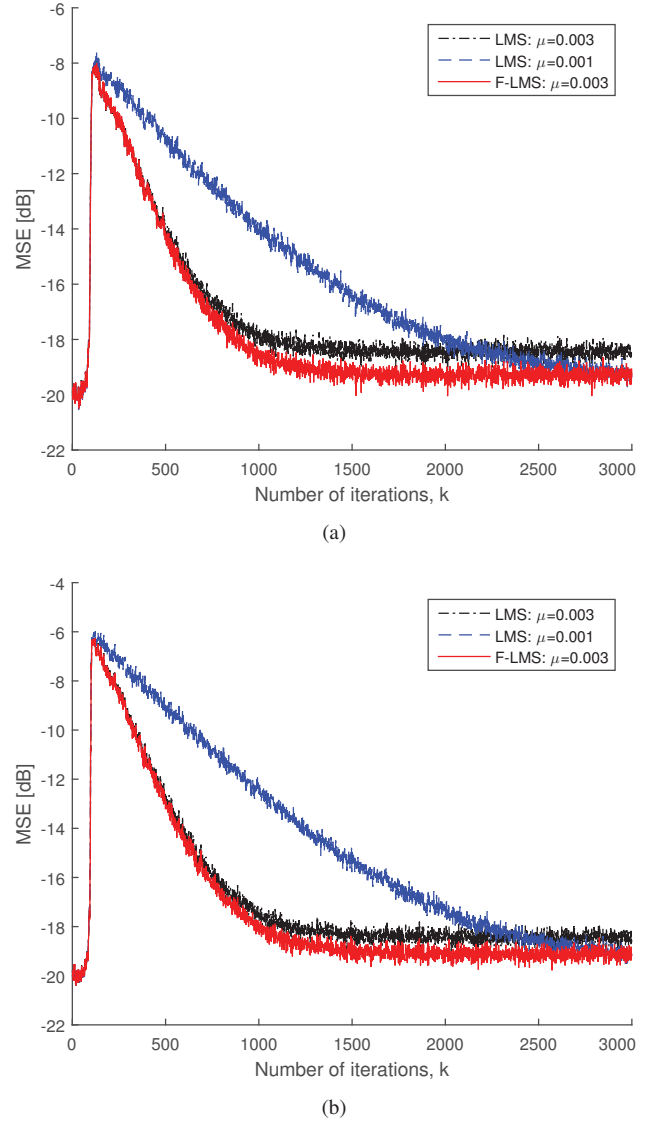 -6
-8
-10
-12
-14
-16
-18
-20
-22
MSE [dB]
LMS: μ=0.003
LMS: μ=0.001
F-LMS: μ=0.003
0 500 1000 1500 2000 2500 3000
Number of iterations, k
(a)
-4
-6
-8
-10
-12
-14
-16
-18
-20
-22
MSE [dB]
LMS: μ=0.003
LMS: μ=0.001
F-LMS: μ=0.003
0 500 1000 1500 2000 2500 3000
Number of iterations, k
(b)